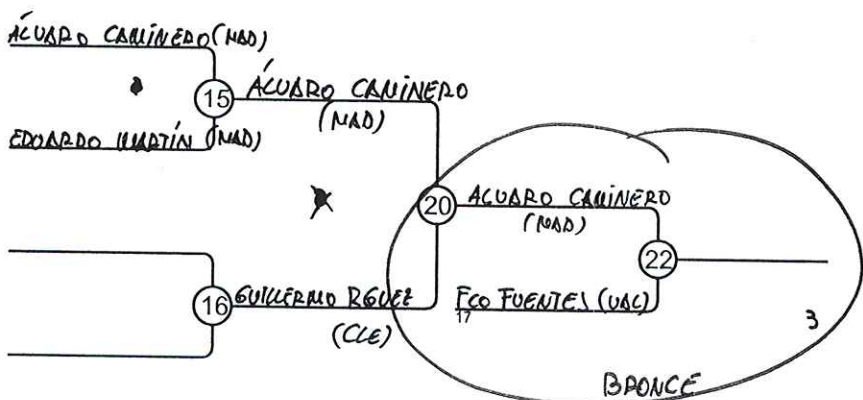 ÁLVARO CAMINERO (MAD)
15
ÁLVARO CAMINERO
(MAD)
EDUARDO MARTÍN (MAD)
20
ALVARO CAMINERO
(MAD)
22
16
GUILLERMO RGUEZ
(CLE)
FCO FUENTES (VAL)
17
3
BRONCE